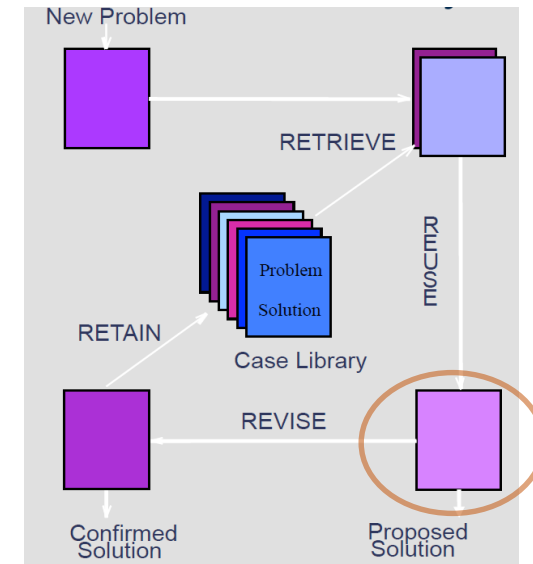 New Problem
RETRIEVE
REUSE
Problem
Solution
RETAIN
Case Library
REVISE
Confirmed
Solution
Proposed
Solution